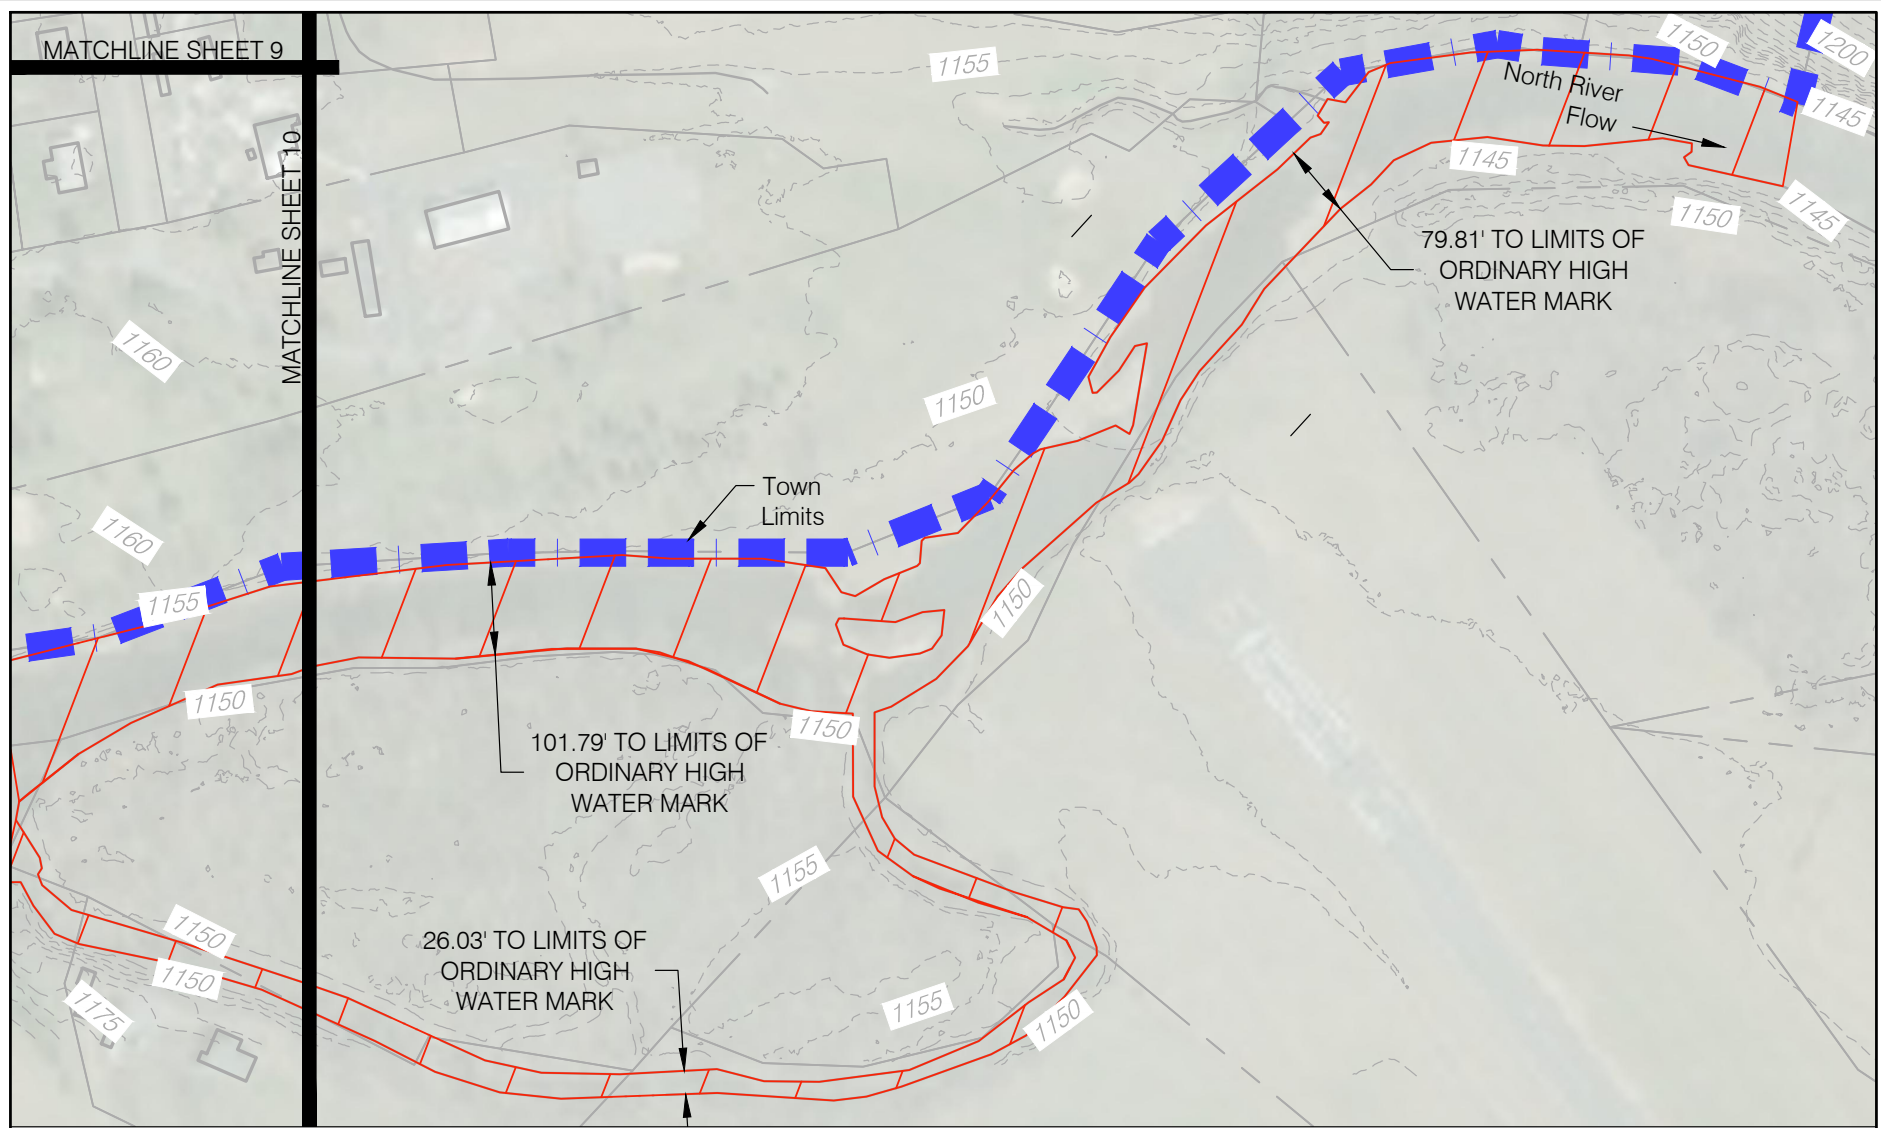 MATCHLINE SHEET 9
MATCHLINE SHEET 10
1155
1150
1200
North River
Flow
1145
1145
1150
1145
79.81' TO LIMITS OF
ORDINARY HIGH
WATER MARK
1160
1150
Town
Limits
1160
1155
1150
1150
1150
101.79' TO LIMITS OF
ORDINARY HIGH
WATER MARK
1155
1150
1150
26.03' TO LIMITS OF
ORDINARY HIGH
WATER MARK
1175
1155
1150